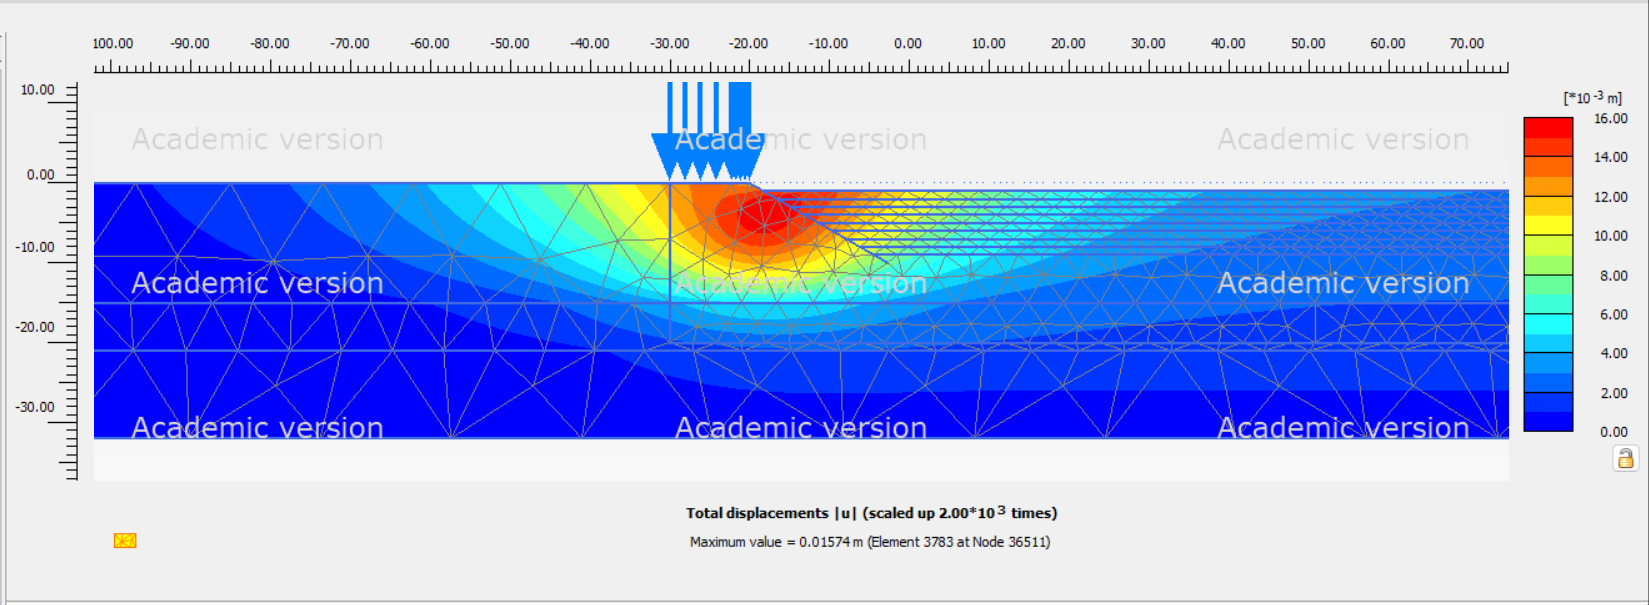 100.00 -90.00 -80.00 -70.00 -60.00 -50.00 -40.00 -30.00 -20.00 -10.00 0.00 10.00 20.00 30.00 40.00 50.00 60.00 70.00
10.00
0.00
-10.00
-20.00
-30.00
Academic version Academic version Academic version
Academic version Academic version Academic version
Academic version Academic version Academic version
[*10 -3 m]
16.00
14.00
12.00
10.00
8.00
6.00
4.00
2.00
0.00
Total displacements |u| (scaled up 2.00*10 3 times)
Maximum value = 0.01574 m (Element 3783 at Node 36511)